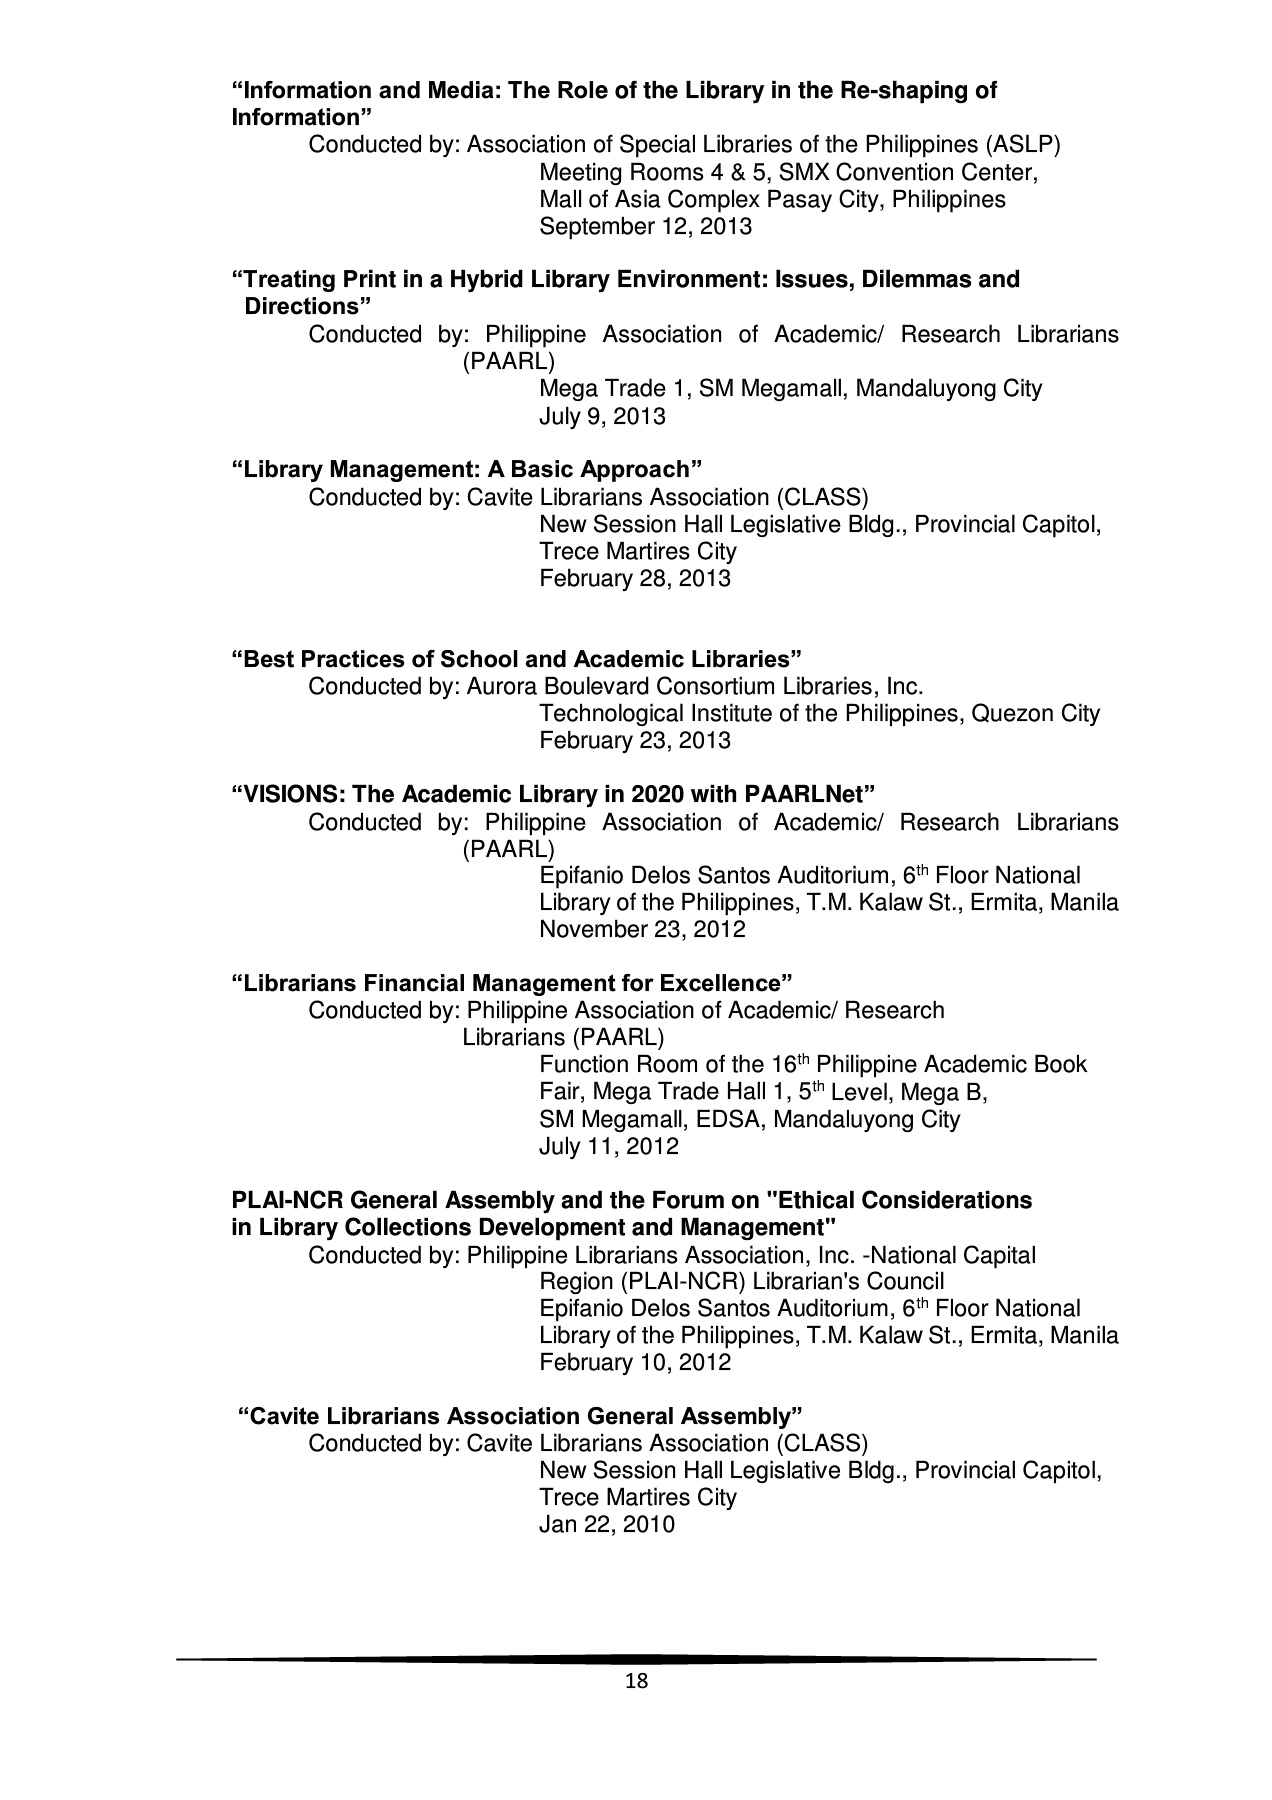 “Information and Media: The Role of the Library in the Re-shaping of
Information”
Conducted by: Association of Special Libraries of the Philippines (ASLP)
Meeting Rooms 4 & 5, SMX Convention Center,
Mall of Asia Complex Pasay City, Philippines
September 12, 2013
“Treating Print in a Hybrid Library Environment: Issues, Dilemmas and
Directions”
Conducted by: Philippine Association of Academic/ Research Librarians
(PAARL)
Mega Trade 1, SM Megamall, Mandaluyong City
July 9, 2013
“Library Management: A Basic Approach”
Conducted by: Cavite Librarians Association (CLASS)
New Session Hall Legislative Bldg., Provincial Capitol,
Trece Martires City
February 28, 2013
“Best Practices of School and Academic Libraries”
Conducted by: Aurora Boulevard Consortium Libraries, Inc.
Technological Institute of the Philippines, Quezon City
February 23, 2013
“VISIONS: The Academic Library in 2020 with PAARLNet”
Conducted by: Philippine Association of Academic/ Research Librarians
(PAARL)
Epifanio Delos Santos Auditorium, 6th Floor National
Library of the Philippines, T.M. Kalaw St., Ermita, Manila
November 23, 2012
“Librarians Financial Management for Excellence”
Conducted by: Philippine Association of Academic/ Research
Librarians (PAARL)
Function Room of the 16th Philippine Academic Book
Fair, Mega Trade Hall 1, 5th Level, Mega B,
SM Megamall, EDSA, Mandaluyong City
July 11, 2012
PLAI-NCR General Assembly and the Forum on "Ethical Considerations
in Library Collections Development and Management"
Conducted by: Philippine Librarians Association, Inc. -National Capital
Region (PLAI-NCR) Librarian's Council
Epifanio Delos Santos Auditorium, 6th Floor National
Library of the Philippines, T.M. Kalaw St., Ermita, Manila
February 10, 2012
“Cavite Librarians Association General Assembly”
Conducted by: Cavite Librarians Association (CLASS)
New Session Hall Legislative Bldg., Provincial Capitol,
Trece Martires City
Jan 22, 2010
18